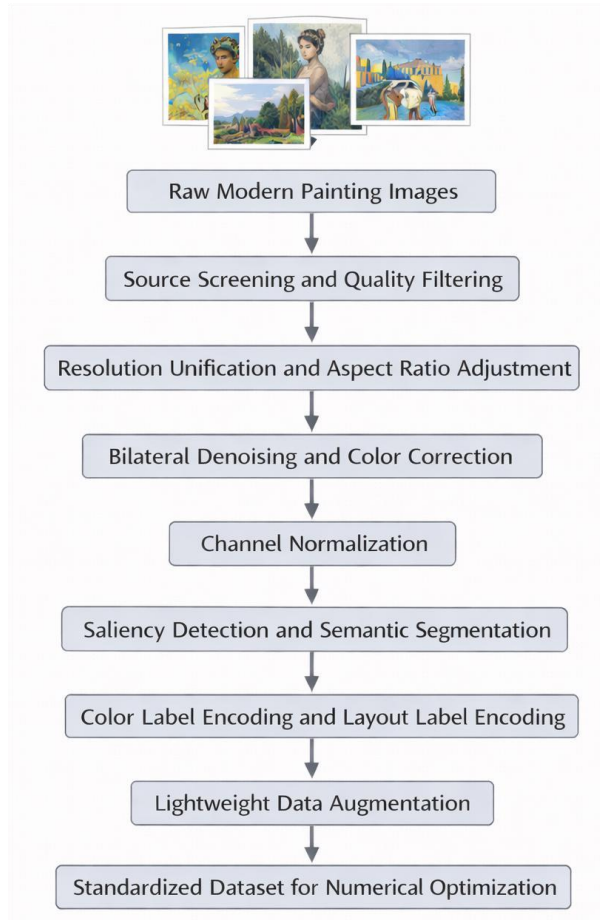 Raw Modern Painting Images
Source Screening and Quality Filtering
Resolution Unification and Aspect Ratio Adjustment
Bilateral Denoising and Color Correction
Channel Normalization
Saliency Detection and Semantic Segmentation
Color Label Encoding and Layout Label Encoding
Lightweight Data Augmentation
Standardized Dataset for Numerical Optimization